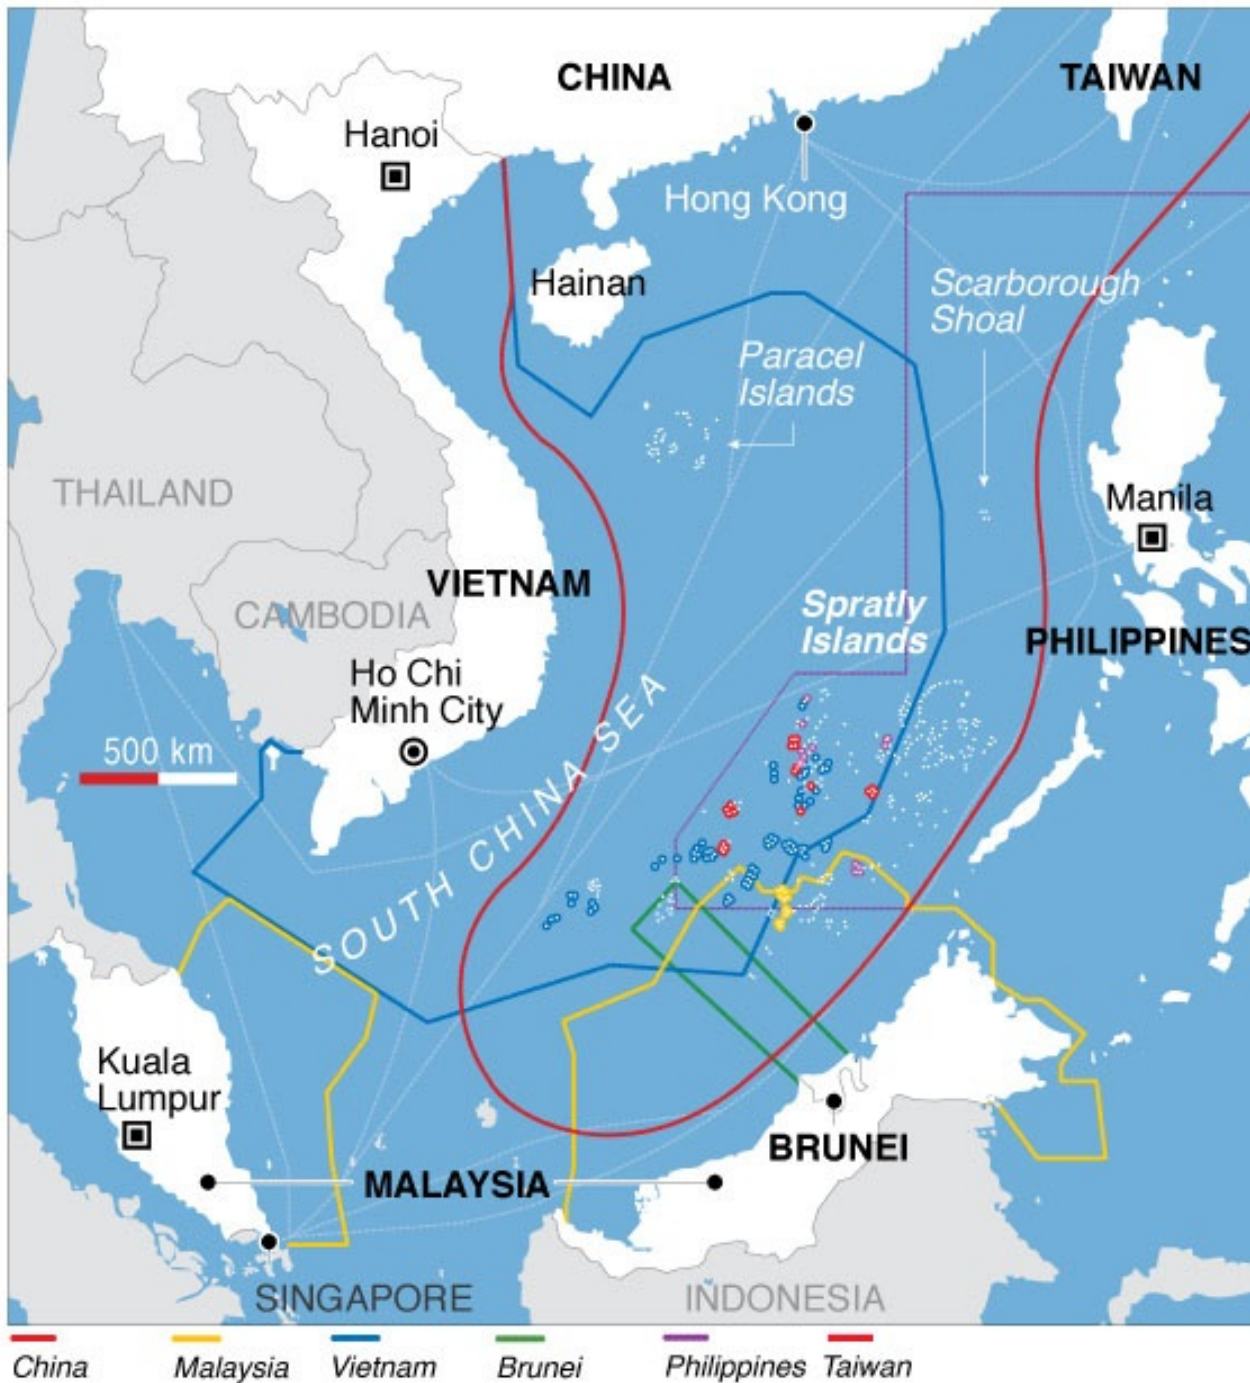 CHINA
TAIWAN
Hanoi
Hong Kong
Hainan
Scarborough
Shoal
Paracel
Islands
THAILAND
Manila
VIETNAM
CAMBODIA
Spratly
Islands
PHILIPPINES
Ho Chi
Minh City
500 km
SOUTH CHINA SEA
Kuala
Lumpur
BRUNEI
MALAYSIA
SINGAPORE
INDONESIA
China
Malaysia
Vietnam
Brunei
Philippines
Taiwan